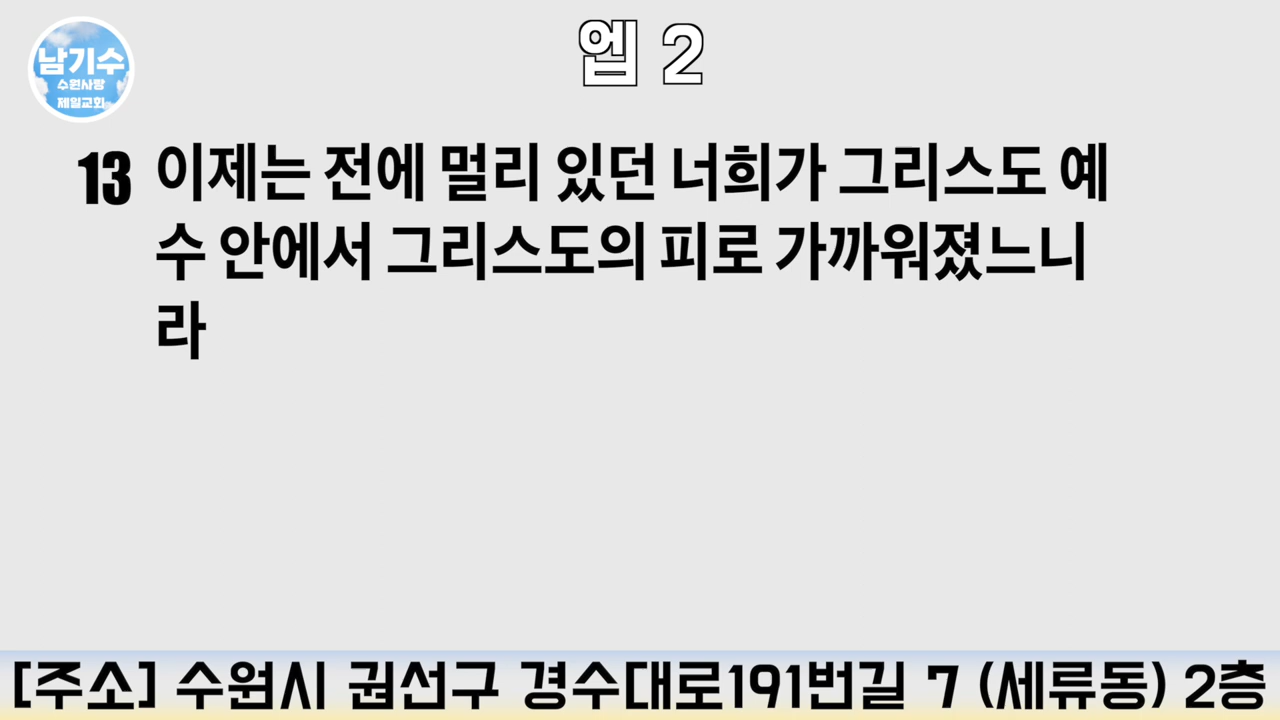 남기수
수원사랑
제일교회
엡 2
13 이제는 전에 멀리 있던 너희가 그리스도 예
수 안에서 그리스도의 피로 가까워졌느니
라
[주소] 수원시 권선구 경수대로191번길 7 (세류동) 2층